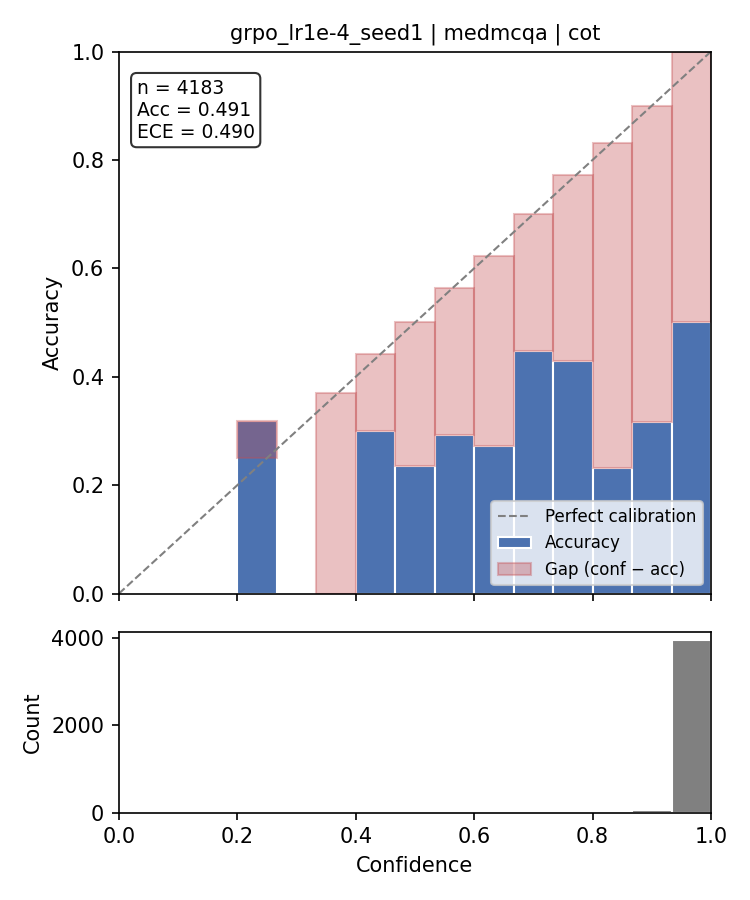 grpo_lr1e-4_seed1 | medmcqa | cot
n = 4183
Acc = 0.491
ECE = 0.490
1.0
0.8
0.6
0.4
0.2
0.0
Accuracy
Perfect calibration
Accuracy
Gap (conf − acc)
4000
2000
0
Count
0.0 0.2 0.4 0.6 0.8 1.0
Confidence